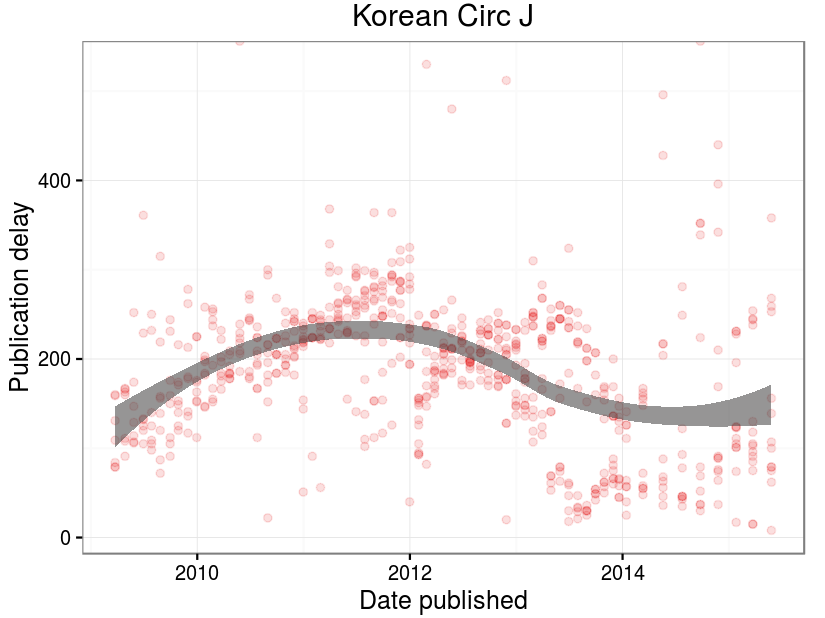 Korean Circ J
Publication delay
400
200
0
2010 2012 2014
Date published